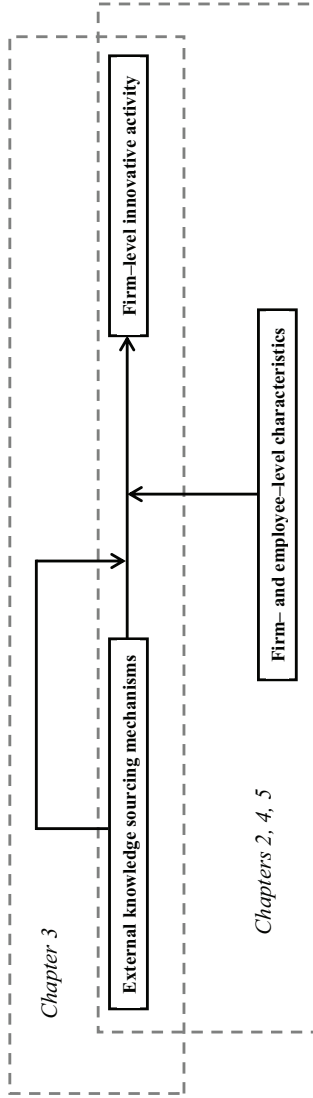 Chapter 3
External knowledge sourcing mechanisms
Firm–level innovative activity
Firm– and employee–level characteristics
Chapters 2, 4, 5